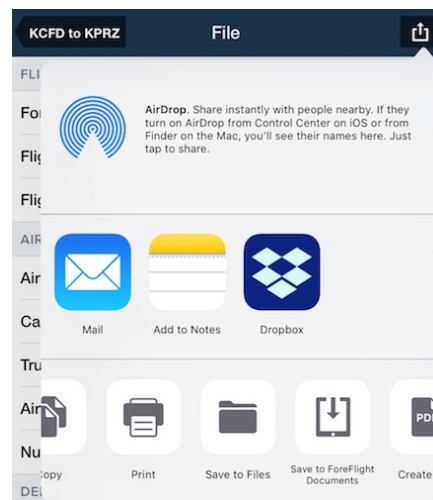 KCFD to KPRZ
File
FLI
For
Flig
Flig
AIR
Air
Ca
Tru
Air
Nu
DE
AirDrop. Share instantly with people nearby. If they
turn on AirDrop from Control Center on iOS or from
Finder on the Mac, you'll see their names here. Just
tap to share.
Mail
Add to Notes
Dropbox
PDF
Copy
Print
Save to Files
Save to ForeFlight
Documents
Create